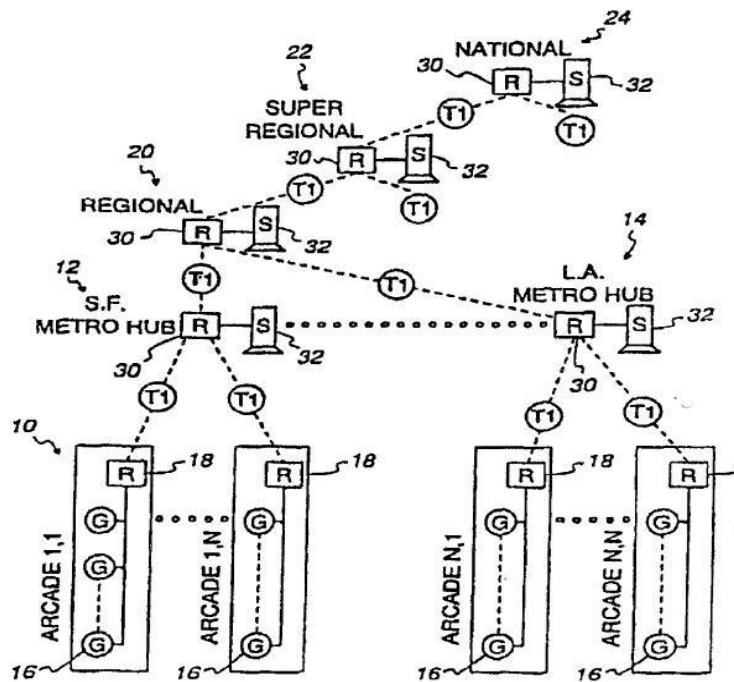 24
22
NATIONAL
30 R S 32
SUPER
REGIONAL
T1 T1
20
30 R S 32
REGIONAL
T1 T1
30 R S 32
14
12
L.A.
METRO HUB
S.F.
METRO HUB
T1 T1
R S 32
R S 32
30
30
T1 T1 T1 T1
10
R 18
R 18
R 18
R
G G G G
G
G G G G
ARCADE 1,1
ARCADE 1,N
ARCADE N,1
ARCADE N,N
16 16 16 16